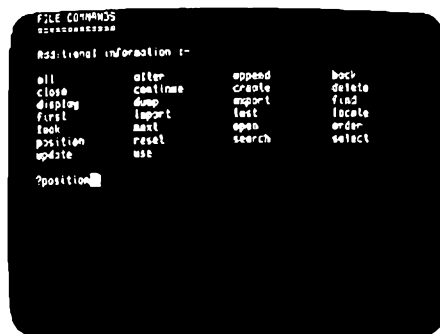 FILE COMMANDS
=============
Additional information :-
all alter append back
close continue create delete
display dump export find
first import last locate
look next open order
position reset search select
update use
?position